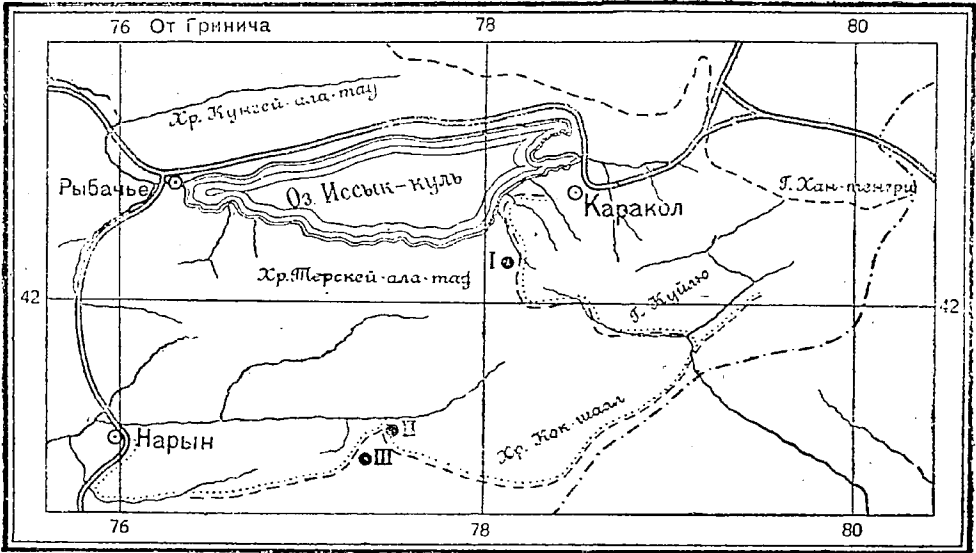 76 От Гринича 78 80
Хр. Кунгей-ала-тау
Рыбачье
Оз. Иссык-куль
Г. Хан-тенгри
Каракол
I
Хр. Терскей-ала-тау
42 42
Г. Куйлю
Хр. Кок-шаал
Нарын
II
III
76 78 80